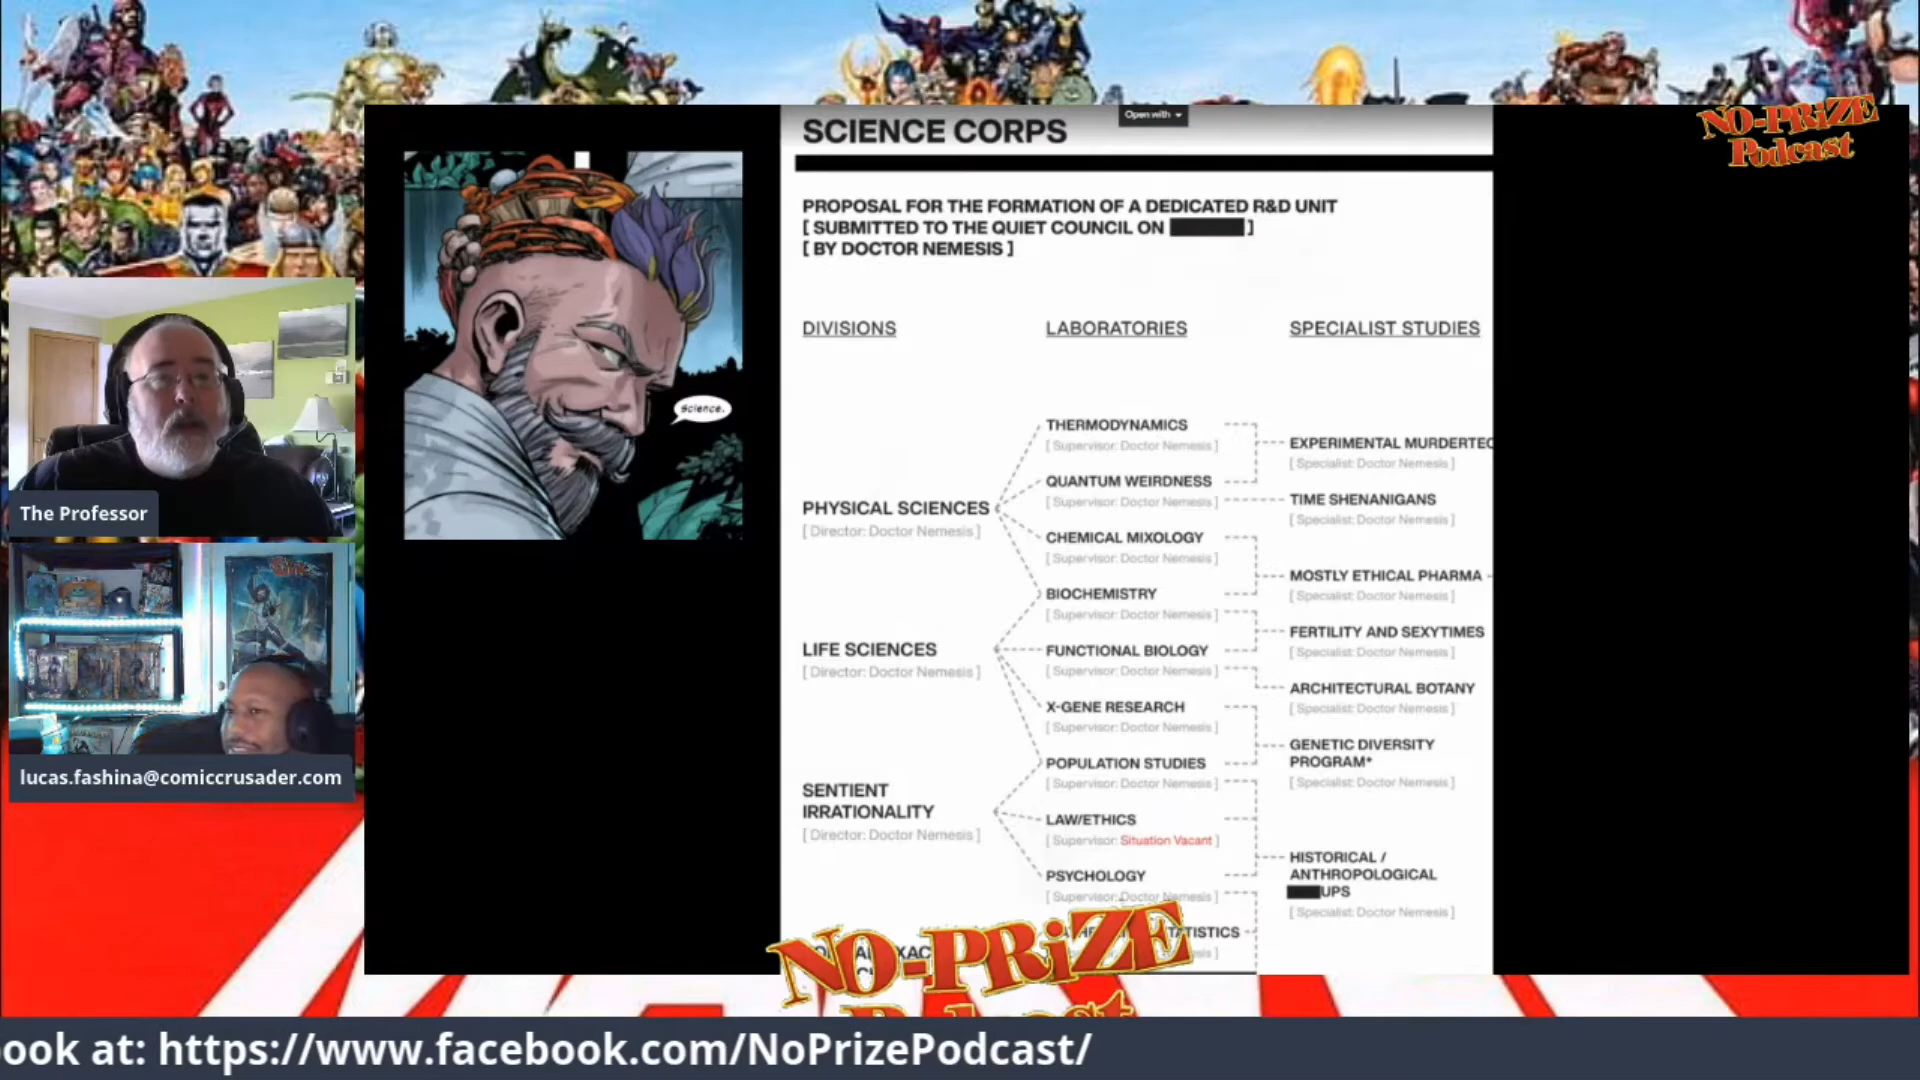 Open with
NO-PRiZE
Podcast
SCIENCE CORPS
PROPOSAL FOR THE FORMATION OF A DEDICATED R&D UNIT
[ SUBMITTED TO THE QUIET COUNCIL ON ]
[ BY DOCTOR NEMESIS ]
DIVISIONS
LABORATORIES
SPECIALIST STUDIES
Science.
The Professor
lucas.fashina@comiccrusader.com
PHYSICAL SCIENCES
[ Director: Doctor Nemesis ]
LIFE SCIENCES
[ Director: Doctor Nemesis ]
SENTIENT
IRRATIONALITY
[ Director: Doctor Nemesis ]
THERMODYNAMICS
[ Supervisor: Doctor Nemesis ]
QUANTUM WEIRDNESS
[ Supervisor: Doctor Nemesis ]
CHEMICAL MIXOLOGY
[ Supervisor: Doctor Nemesis ]
BIOCHEMISTRY
[ Supervisor: Doctor Nemesis ]
FUNCTIONAL BIOLOGY
[ Supervisor: Doctor Nemesis ]
X-GENE RESEARCH
[ Supervisor: Doctor Nemesis ]
POPULATION STUDIES
[ Supervisor: Doctor Nemesis ]
LAW/ETHICS
[ Supervisor: Situation Vacant ]
PSYCHOLOGY
[ Supervisor: Doctor Nemesis ]
EXPERIMENTAL MURDERTEC
[ Specialist: Doctor Nemesis ]
TIME SHENANIGANS
[ Specialist: Doctor Nemesis ]
MOSTLY ETHICAL PHARMA
[ Specialist: Doctor Nemesis ]
FERTILITY AND SEXYTIMES
[ Specialist: Doctor Nemesis ]
ARCHITECTURAL BOTANY
[ Specialist: Doctor Nemesis ]
GENETIC DIVERSITY
PROGRAM*
[ Specialist: Doctor Nemesis ]
HISTORICAL /
ANTHROPOLOGICAL
UPS
[ Specialist: Doctor Nemesis ]
NO-PRiZE
Podcast
ook at: https://www.facebook.com/NoPrizePodcast/